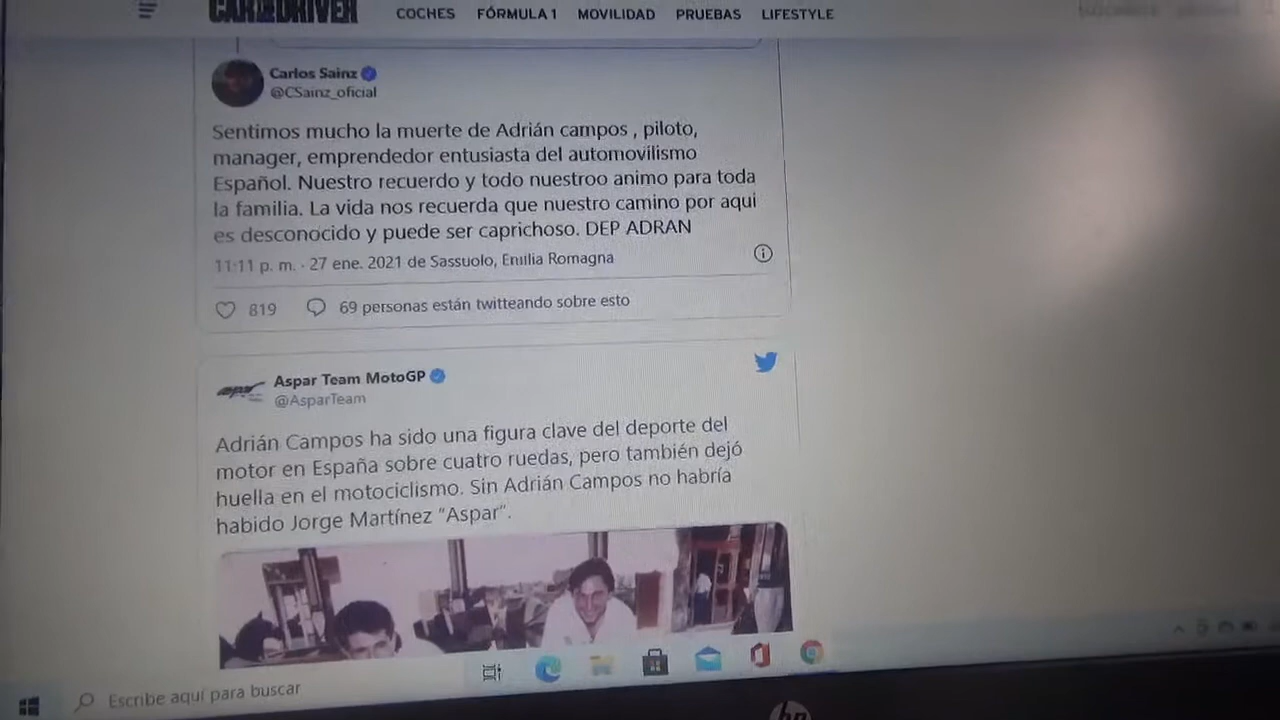 CAR AND DRIVER
COCHES FÓRMULA 1 MOVILIDAD PRUEBAS LIFESTYLE
Carlos Sainz
@CSainz_oficial
Sentimos mucho la muerte de Adrián campos , piloto,
manager, emprendedor entusiasta del automovilismo
Español. Nuestro recuerdo y todo nuestroo animo para toda
la familia. La vida nos recuerda que nuestro camino por aqui
es desconocido y puede ser caprichoso. DEP ADRAN
11:11 p. m. · 27 ene. 2021 de Sassuolo, Emilia Romagna
819 69 personas están twitteando sobre esto
Aspar Team MotoGP
@AsparTeam
Adrián Campos ha sido una figura clave del deporte del
motor en España sobre cuatro ruedas, pero también dejó
huella en el motociclismo. Sin Adrián Campos no habría
habido Jorge Martínez "Aspar".
Escribe aquí para buscar
hp